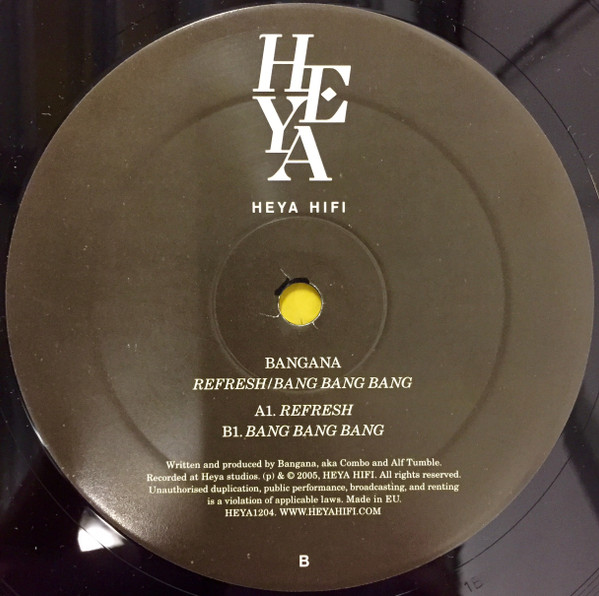 HEYA
HEYA HIFI
BANGANA
REFRESH/BANG BANG BANG
A1. REFRESH
B1. BANG BANG BANG
Written and produced by Bangana, aka Combo and Alf Tumble.
Recorded at Heya studios. (p) & © 2005, HEYA HIFI. All rights reserved.
Unauthorised duplication, public performance, broadcasting, and renting
is a violation of applicable laws. Made in EU.
HEYA1204. WWW.HEYAHIFI.COM
B